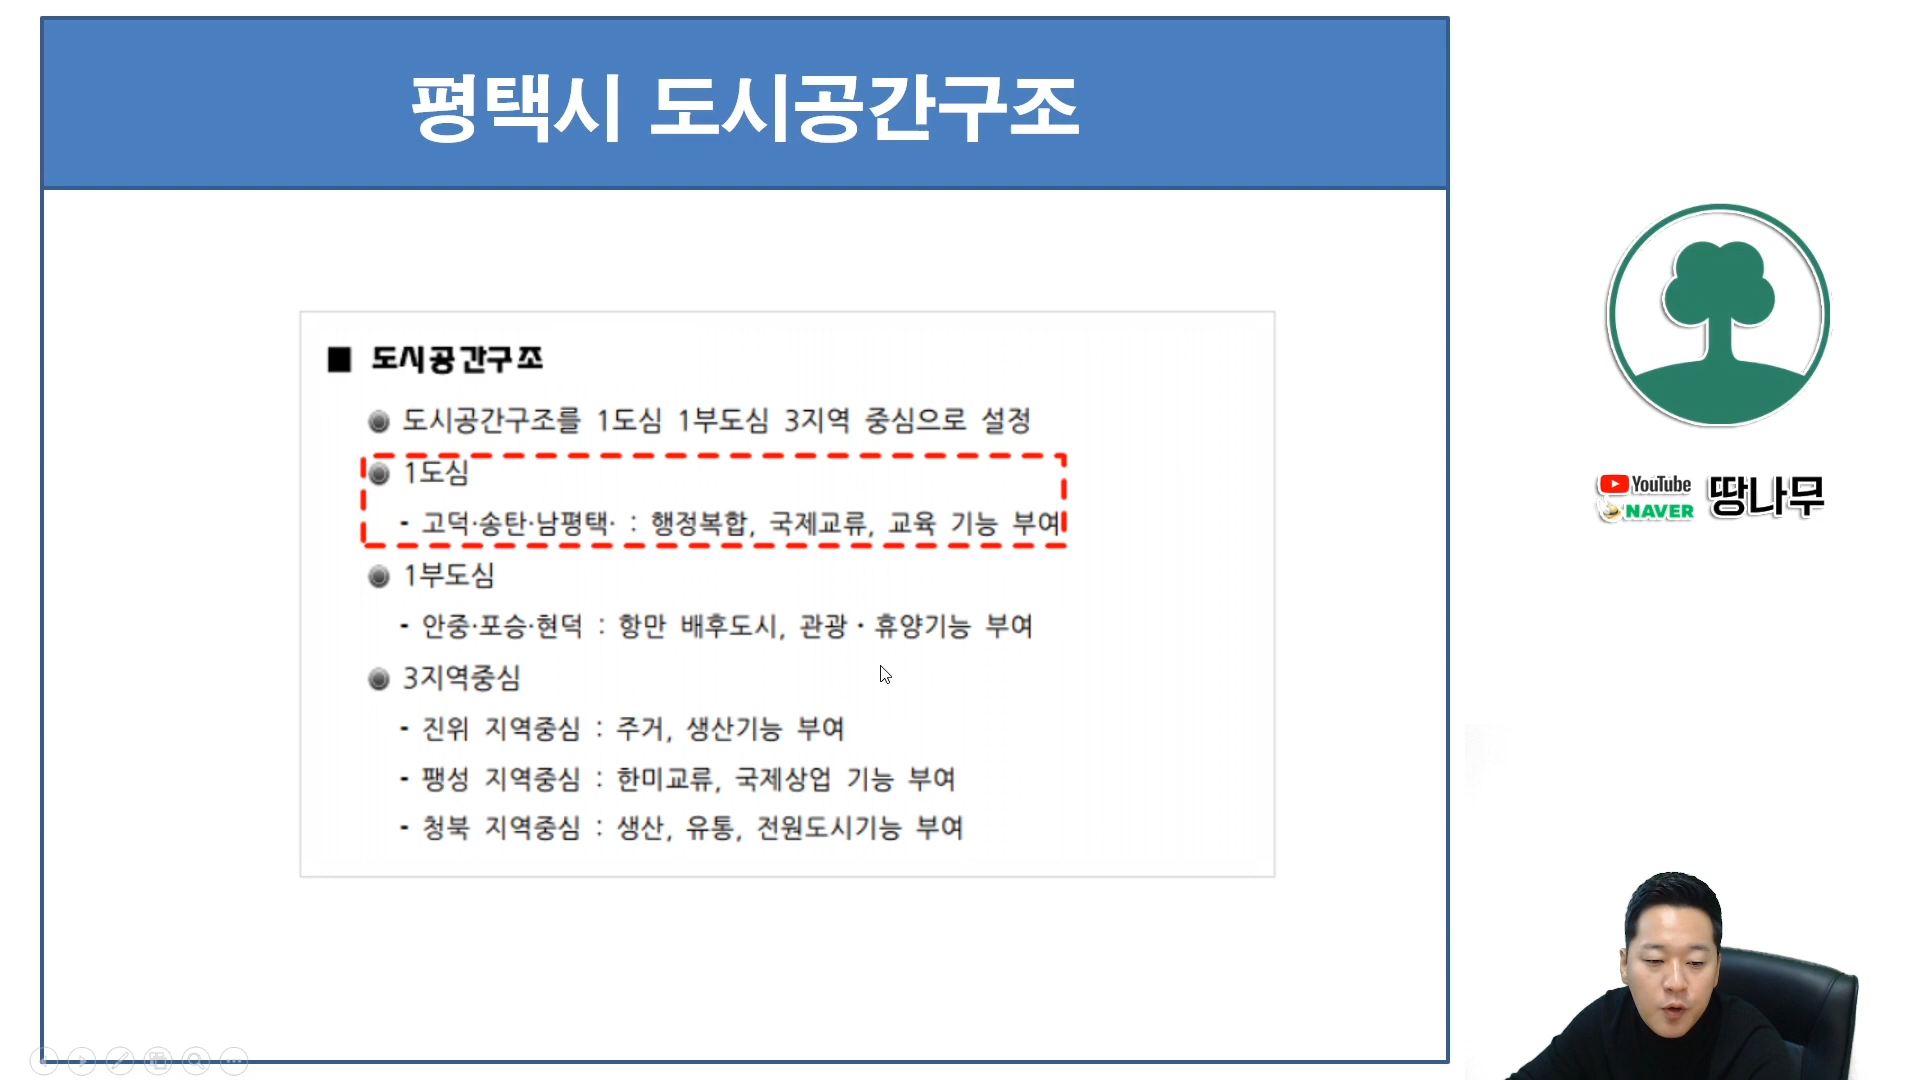 평택시 도시공간구조
■ 도시공간구조
도시공간구조를 1도심 1부도심 3지역 중심으로 설정
1도심
- 고덕·송탄·남평택· : 행정복합, 국제교류, 교육 기능 부여
1부도심
- 안중·포승·현덕 : 항만 배후도시, 관광·휴양기능 부여
3지역중심
- 진위 지역중심 : 주거, 생산기능 부여
- 팽성 지역중심 : 한미교류, 국제상업 기능 부여
- 청북 지역중심 : 생산, 유통, 전원도시기능 부여
YouTube
NAVER
땅나무